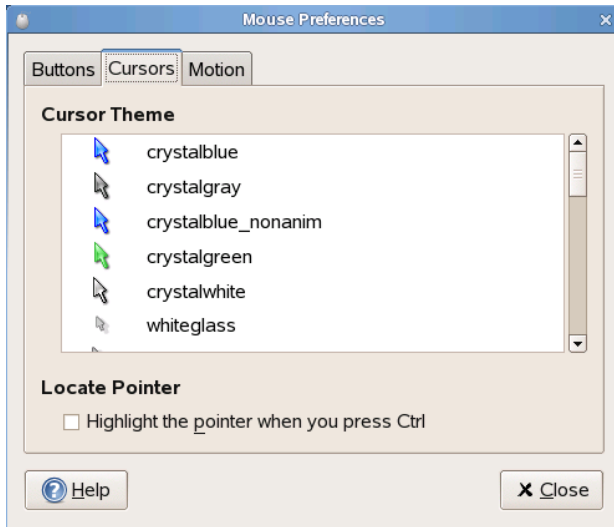 Mouse Preferences
Buttons Cursors Motion
Cursor Theme
crystalblue
crystalgray
crystalblue_nonanim
crystalgreen
crystalwhite
whiteglass
Locate Pointer
Highlight the pointer when you press Ctrl
Help Close